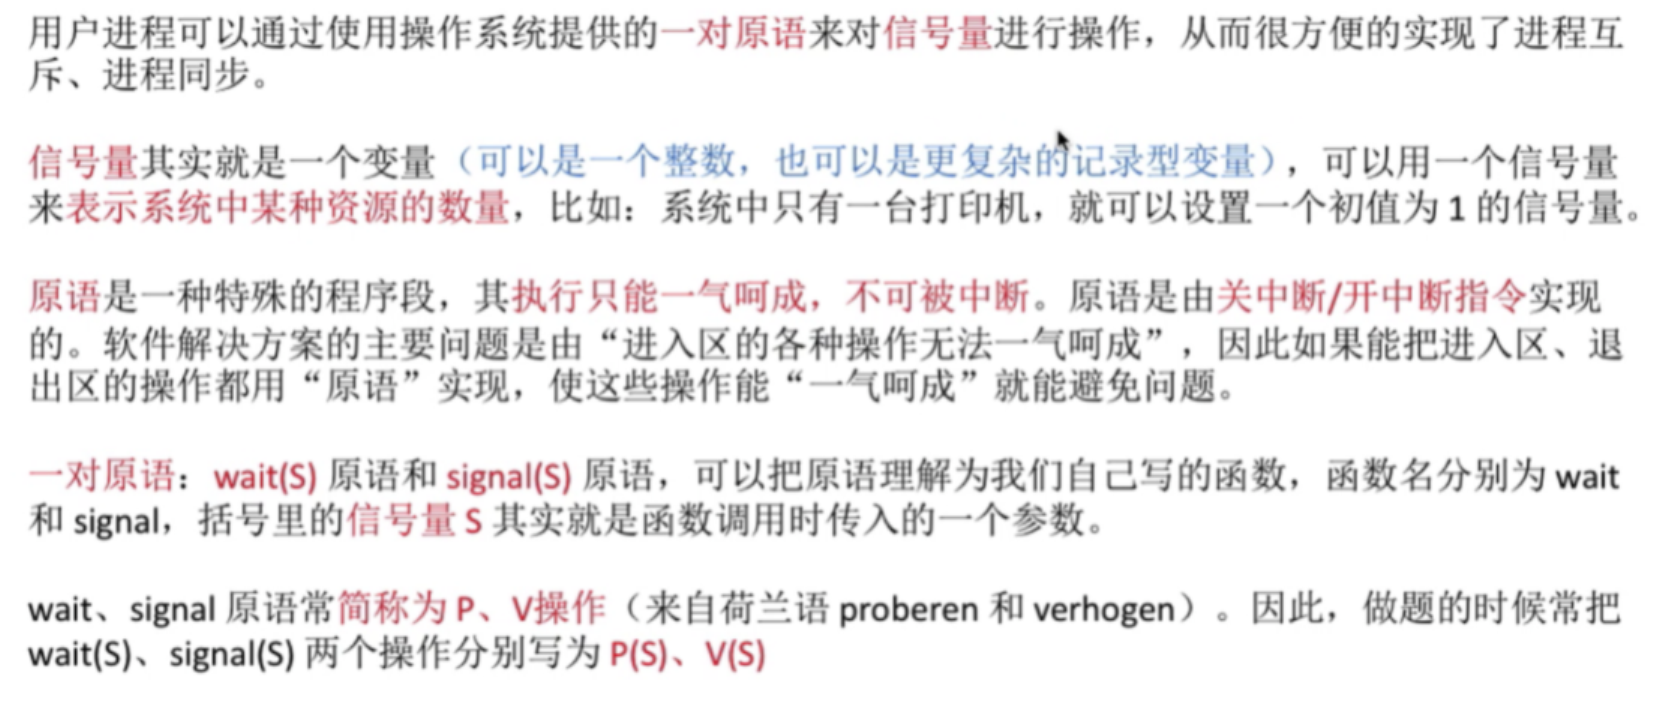 用户进程可以通过使用操作系统提供的一对原语来对信号量进行操作，从而很方便的实现了进程互
斥、进程同步。
信号量其实就是一个变量（可以是一个整数，也可以是更复杂的记录型变量），可以用一个信号量
来表示系统中某种资源的数量，比如：系统中只有一台打印机，就可以设置一个初值为 1 的信号量。
原语是一种特殊的程序段，其执行只能一气呵成，不可被中断。原语是由关中断/开中断指令实现
的。软件解决方案的主要问题是由“进入区的各种操作无法一气呵成”，因此如果能把进入区、退
出区的操作都用“原语”实现，使这些操作能“一气呵成”就能避免问题。
一对原语：wait(S) 原语和 signal(S) 原语，可以把原语理解为我们自己写的函数，函数名分别为 wait
和 signal，括号里的信号量 S 其实就是函数调用时传入的一个参数。
wait、signal 原语常简称为 P、V操作（来自荷兰语 proberen 和 verhogen）。因此，做题的时候常把
wait(S)、signal(S) 两个操作分别写为 P(S)、V(S)